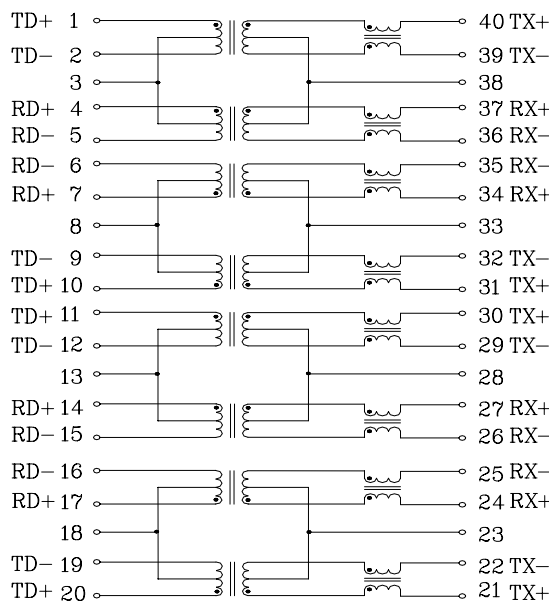 TD+ 1 40 TX+
TD− 2 39 TX−
3 38
RD+ 4 37 RX+
RD− 5 36 RX−
RD− 6 35 RX−
RD+ 7 34 RX+
8 33
TD− 9 32 TX−
TD+ 10 31 TX+
TD+ 11 30 TX+
TD− 12 29 TX−
13 28
RD+ 14 27 RX+
RD− 15 26 RX−
RD− 16 25 RX−
RD+ 17 24 RX+
18 23
TD− 19 22 TX−
TD+ 20 21 TX+